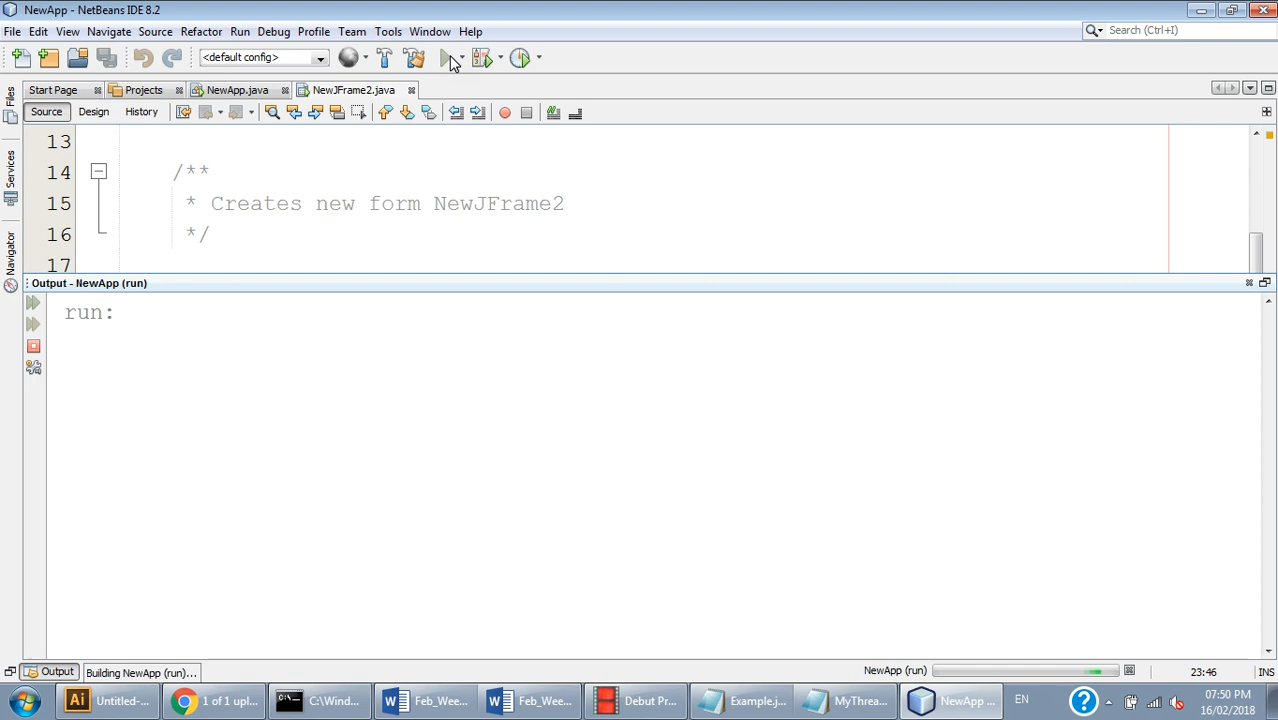 NewApp - NetBeans IDE 8.2
File Edit View Navigate Source Refactor Run Debug Profile Team Tools Window Help
Search (Ctrl+I)
<default config>
Start Page Projects NewApp.java NewJFrame2.java
Source Design History
Files
Services
Navigator
13
14 /**
15 * Creates new form NewJFrame2
16 */
17
Output - NewApp (run)
run:
Output Building NewApp (run)... NewApp (run) 23:46 INS
Untitled-... 1 of 1 upl... C:\Wind... Feb_Wee... Feb_Wee... Debut Pr... Example.j... MyThrea... NewApp ... EN
07:50 PM
16/02/2018